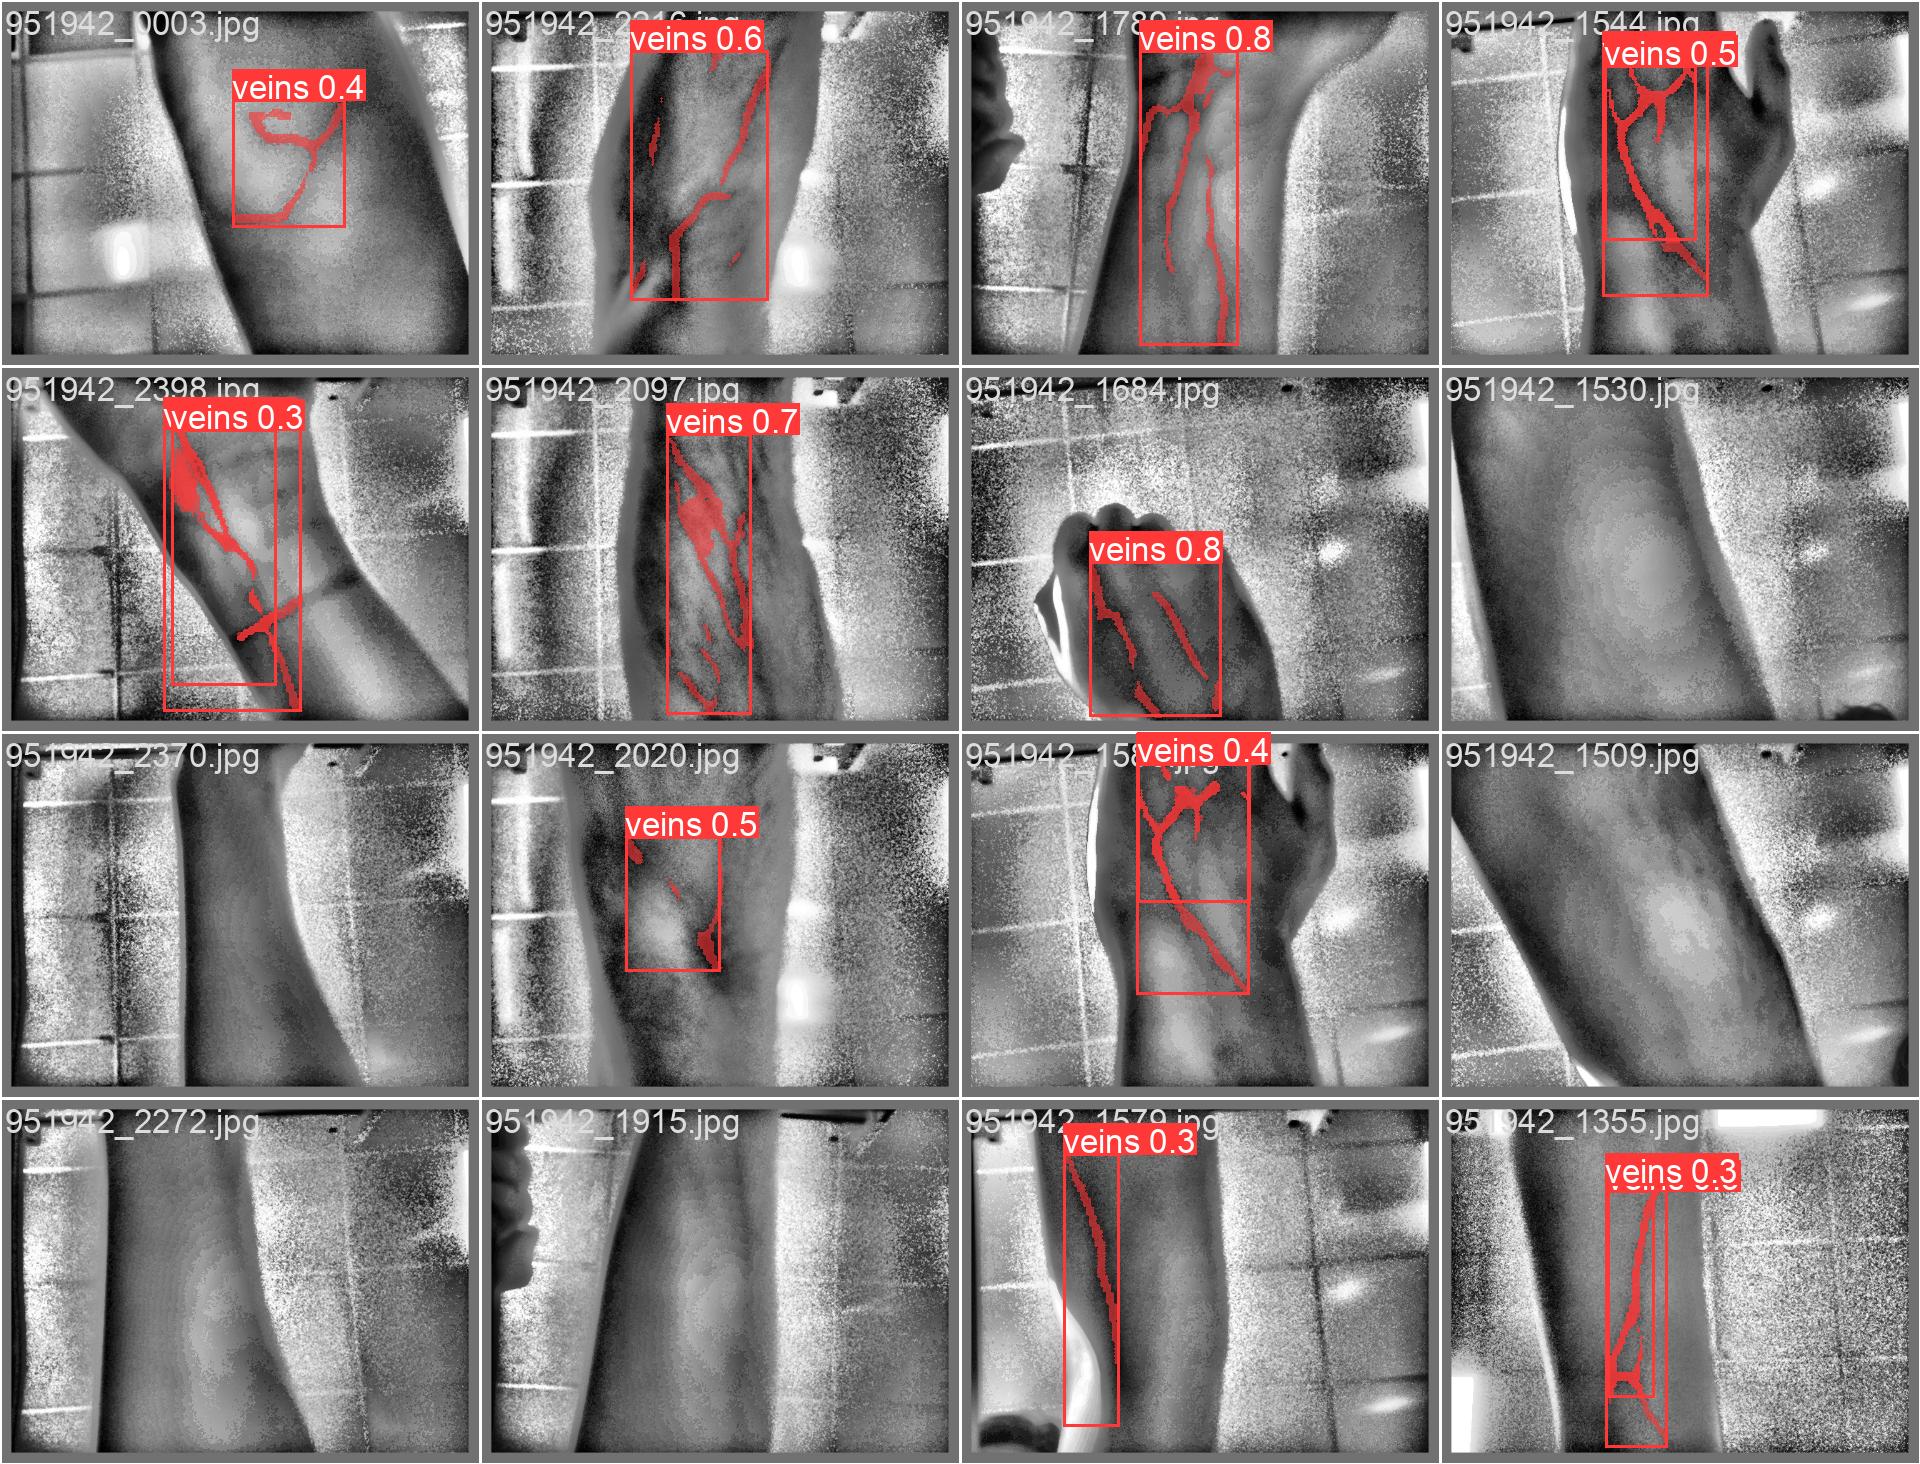 951942_0003.jpg
veins 0.4
veins 0.6
veins 0.8
951942_1544.jpg
veins 0.5
951942_2398.jpg
veins 0.3
951942_2097.jpg
veins 0.7
951942_1684.jpg
veins 0.8
951942_1530.jpg
951942_2370.jpg
951942_2020.jpg
veins 0.5
veins 0.4
951942_1509.jpg
951942_2272.jpg
951942_1915.jpg
951942_1579.jpg
veins 0.3
951942_1355.jpg
veins 0.3